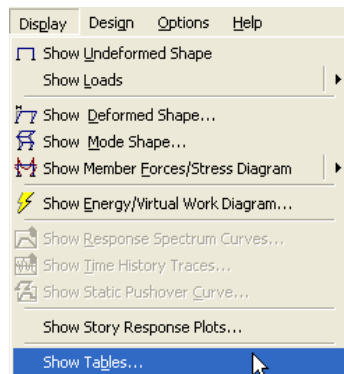 Display Design Options Help
Show Undeformed Shape
Show Loads
Show Deformed Shape...
Show Mode Shape...
Show Member Forces/Stress Diagram
Show Energy/Virtual Work Diagram...
Show Response Spectrum Curves...
Show Time History Traces...
Show Static Pushover Curve...
Show Story Response Plots...
Show Tables...